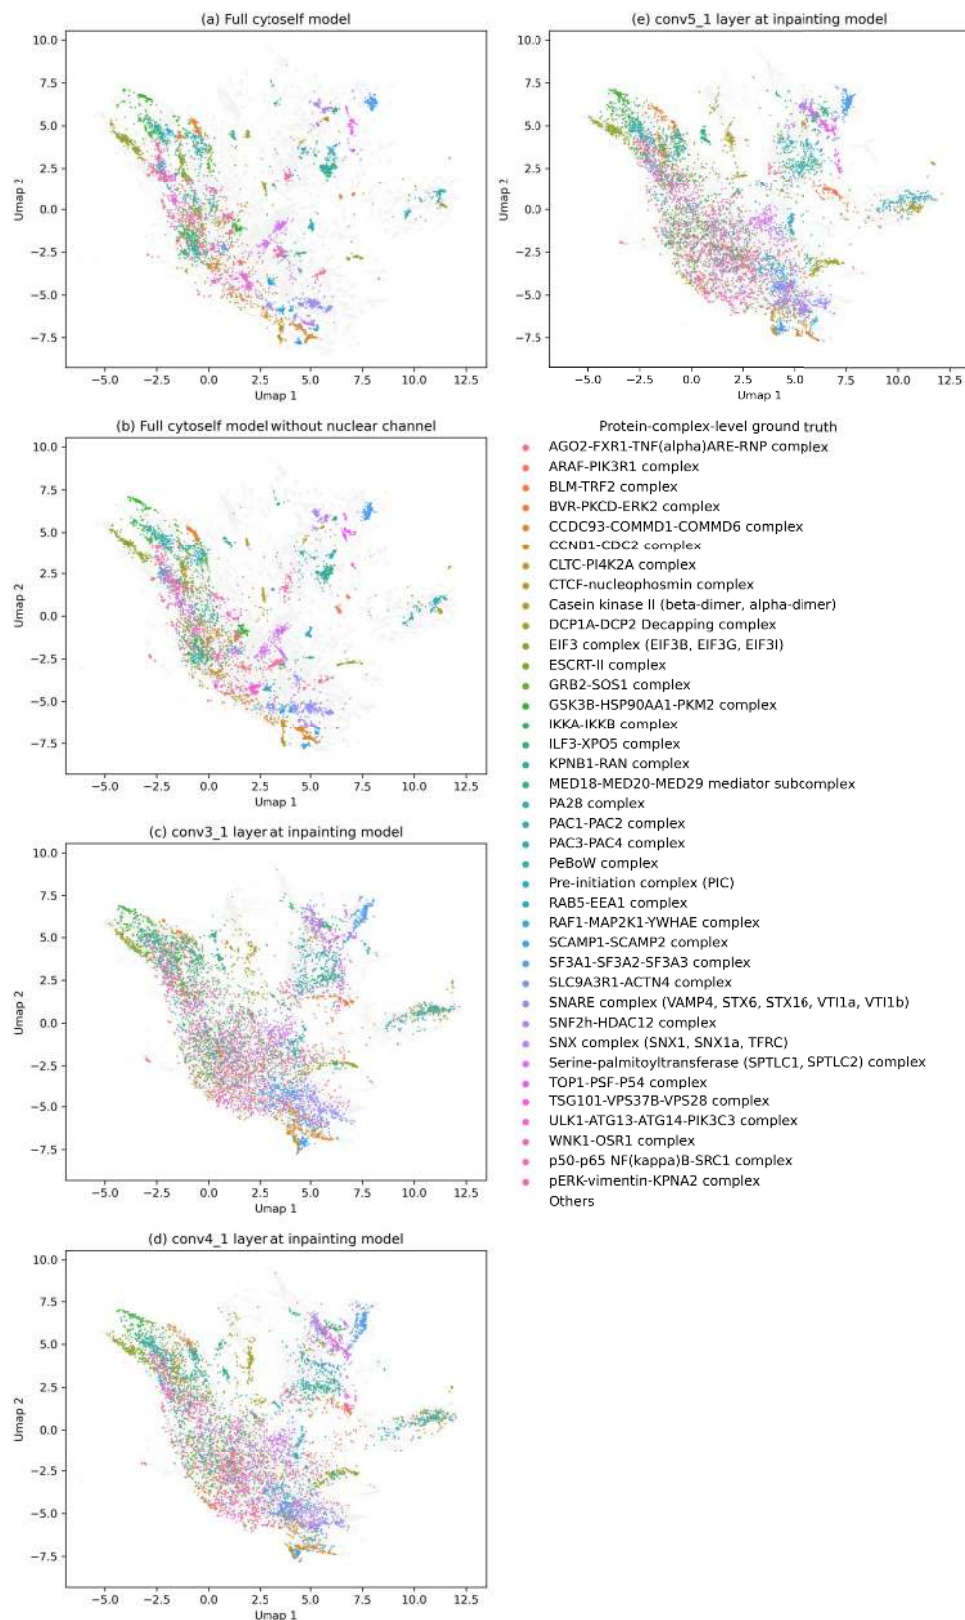 (a) Full cytoself model
10.0
7.5
5.0
2.5
0.0
−2.5
−5.0
−7.5
Umap 2
−5.0 −2.5 0.0 2.5 5.0 7.5 10.0 12.5
Umap 1
(e) conv5_1 layer at inpainting model
10.0
7.5
5.0
2.5
0.0
−2.5
−5.0
−7.5
Umap 2
−5.0 −2.5 0.0 2.5 5.0 7.5 10.0 12.5
Umap 1
(b) Full cytoself model without nuclear channel
10.0
7.5
5.0
2.5
0.0
−2.5
−5.0
−7.5
Umap 2
−5.0 −2.5 0.0 2.5 5.0 7.5 10.0 12.5
Umap 1
(c) conv3_1 layer at inpainting model
10.0
7.5
5.0
2.5
0.0
−2.5
−5.0
−7.5
Umap 2
−5.0 −2.5 0.0 2.5 5.0 7.5 10.0 12.5
Umap 1
(d) conv4_1 layer at inpainting model
10.0
7.5
5.0
2.5
0.0
−2.5
−5.0
−7.5
Umap 2
−5.0 −2.5 0.0 2.5 5.0 7.5 10.0 12.5
Umap 1
Protein-complex-level ground truth
AGO2-FXR1-TNF(alpha)ARE-RNP complex
ARAF-PIK3R1 complex
BLM-TRF2 complex
BVR-PKCD-ERK2 complex
CCDC93-COMMD1-COMMD6 complex
CCNB1-CDC2 complex
CLTC-PI4K2A complex
CTCF-nucleophosmin complex
Casein kinase II (beta-dimer, alpha-dimer)
DCP1A-DCP2 Decapping complex
EIF3 complex (EIF3B, EIF3G, EIF3I)
ESCRT-II complex
GRB2-SOS1 complex
GSK3B-HSP90AA1-PKM2 complex
IKKA-IKKB complex
ILF3-XPO5 complex
KPNB1-RAN complex
MED18-MED20-MED29 mediator subcomplex
PA28 complex
PAC1-PAC2 complex
PAC3-PAC4 complex
PeBoW complex
Pre-initiation complex (PIC)
RAB5-EEA1 complex
RAF1-MAP2K1-YWHAE complex
SCAMP1-SCAMP2 complex
SF3A1-SF3A2-SF3A3 complex
SLC9A3R1-ACTN4 complex
SNARE complex (VAMP4, STX6, STX16, VTI1a, VTI1b)
SNF2h-HDAC12 complex
SNX complex (SNX1, SNX1a, TFRC)
Serine-palmitoyltransferase (SPTLC1, SPTLC2) complex
TOP1-PSF-P54 complex
TSG101-VPS37B-VPS28 complex
ULK1-ATG13-ATG14-PIK3C3 complex
WNK1-OSR1 complex
p50-p65 NF(kappa)B-SRC1 complex
pERK-vimentin-KPNA2 complex
Others